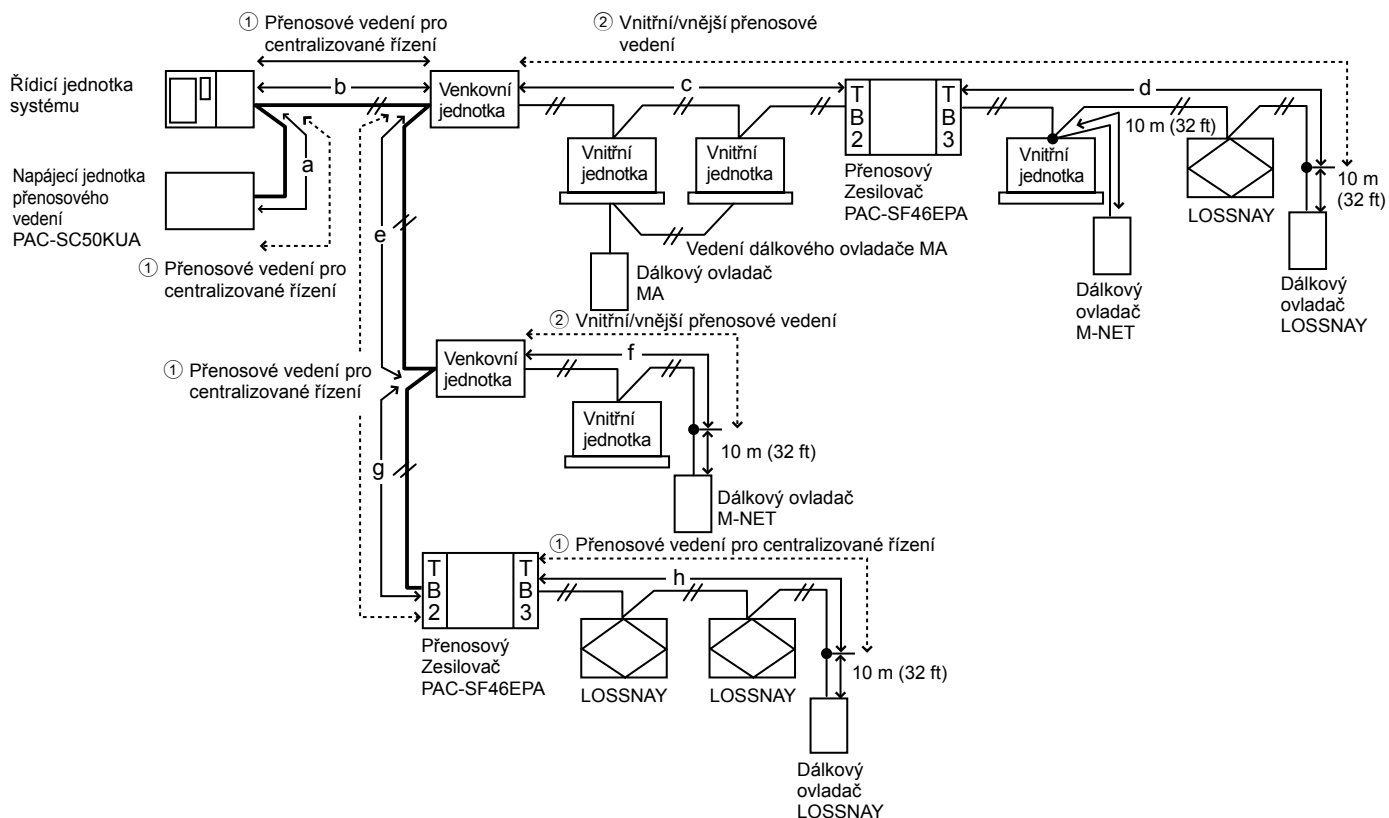 ① Přenosové vedení pro
centralizované řízení
② Vnitřní/vnější přenosové
vedení
Řídicí jednotka
systému
b
Venkovní
jednotka
c
T
B
2
T
B
3
d
10 m (32 ft)
Vnitřní
jednotka
Vnitřní
jednotka
Vnitřní
jednotka
Přenosový
Zesilovač
PAC-SF46EPA
LOSSNAY
10 m
(32 ft)
a
Napájecí jednotka
přenosového
vedení
PAC-SC50KUA
e
Vedení dálkového ovladače MA
Dálkový ovladač
MA
Dálkový
ovladač
M-NET
Dálkový
ovladač
LOSSNAY
① Přenosové vedení pro
centralizované řízení
② Vnitřní/vnější přenosové vedení
① Přenosové vedení pro
centralizované řízení
Venkovní
jednotka
f
Vnitřní
jednotka
10 m (32 ft)
g
Dálkový ovladač
M-NET
① Přenosové vedení pro centralizované řízení
T
B
2
T
B
3
h
Přenosový
Zesilovač
PAC-SF46EPA
LOSSNAY
LOSSNAY
10 m (32 ft)
Dálkový
ovladač
LOSSNAY